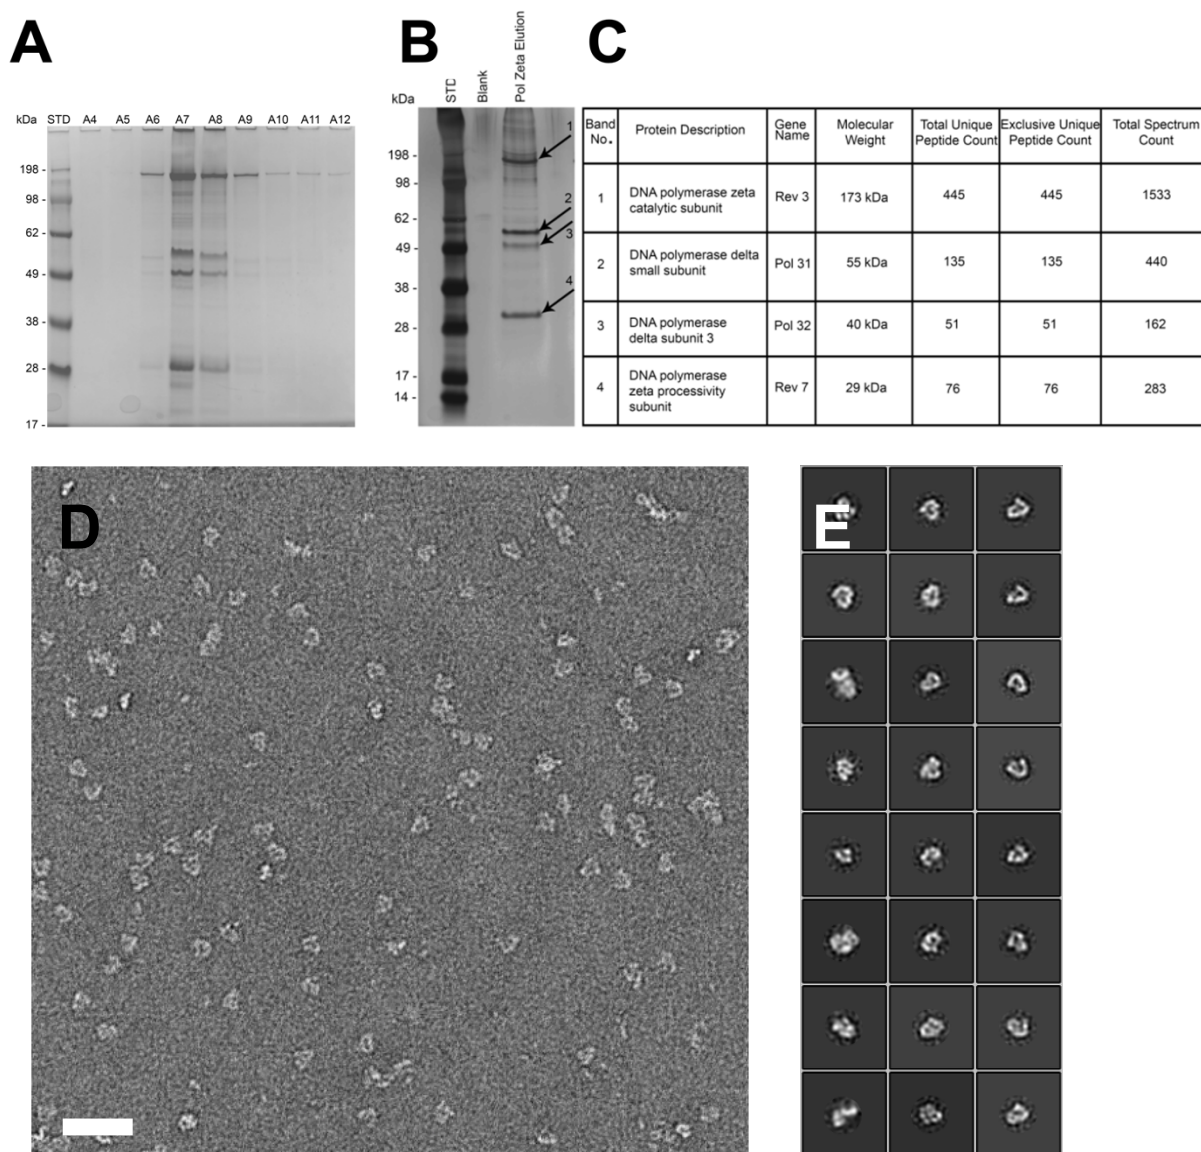 A
kDa STD A4 A5 A6 A7 A8 A9 A10 A11 A12
198 -
98 -
62 -
49 -
38 -
28 -
17 -
B
kDa STD Blank Pol Zeta Elution
198 -
98 -
62 -
49 -
38 -
28 -
17 -
14 -
1
2
3
4
C
Band No. Protein Description Gene Name Molecular Weight Total Unique Peptide Count Exclusive Unique Peptide Count Total Spectrum Count
1 DNA polymerase zeta catalytic subunit Rev 3 173 kDa 445 445 1533
2 DNA polymerase delta small subunit Pol 31 55 kDa 135 135 440
3 DNA polymerase delta subunit 3 Pol 32 40 kDa 51 51 162
4 DNA polymerase zeta processivity subunit Rev 7 29 kDa 76 76 283
D
E